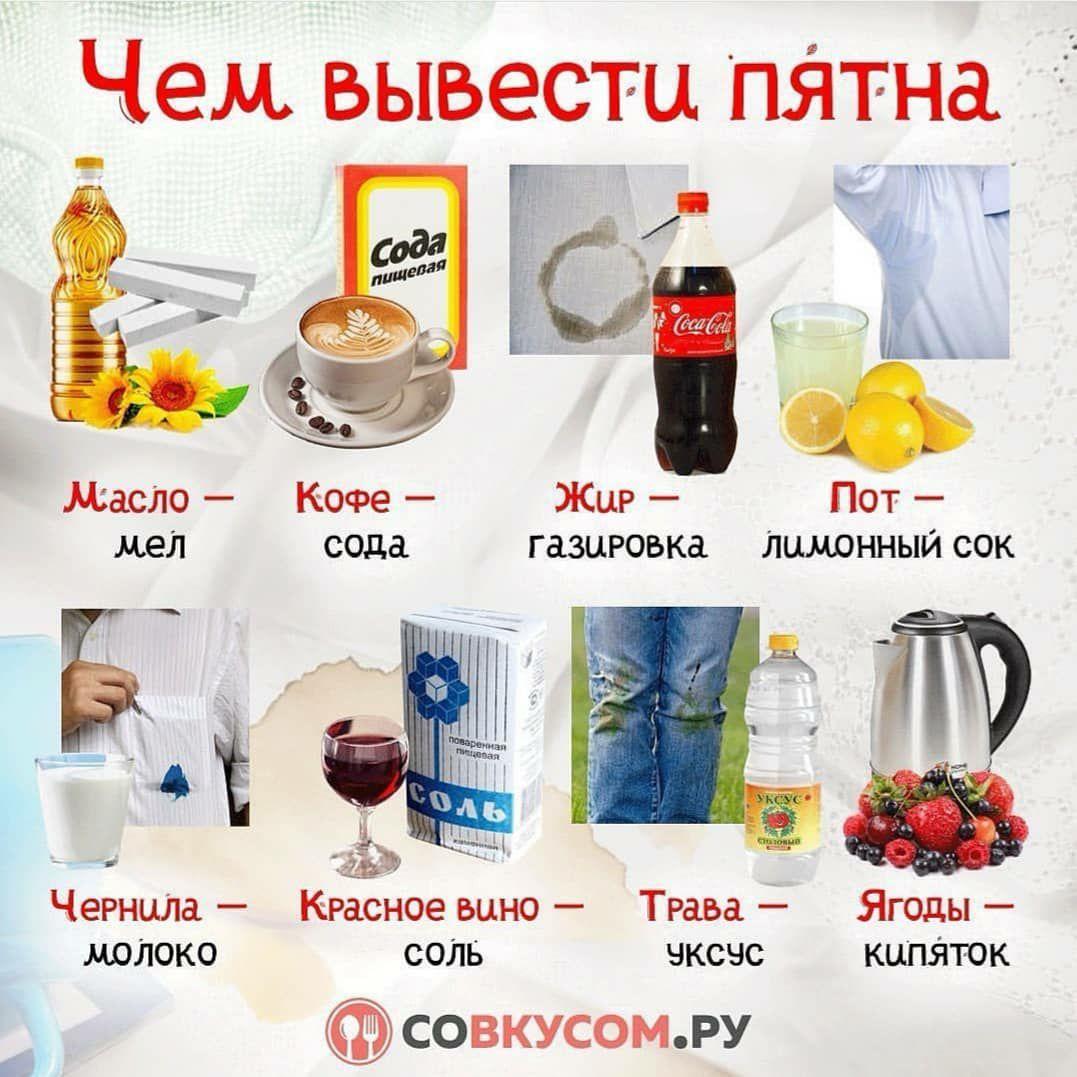 Чем вывести пятна
Сода
пищевая
Coca-Cola
Масло —
мел
Кофе —
сода
Жир —
газировка
Пот —
лимонный сок
поваренная
пищевая
СОЛЬ
УКСУС
СТОЛОВЫЙ
Чернила —
молоко
Красное вино —
соль
Трава —
уксус
Ягоды —
кипяток
СОВКУСОМ.РУ